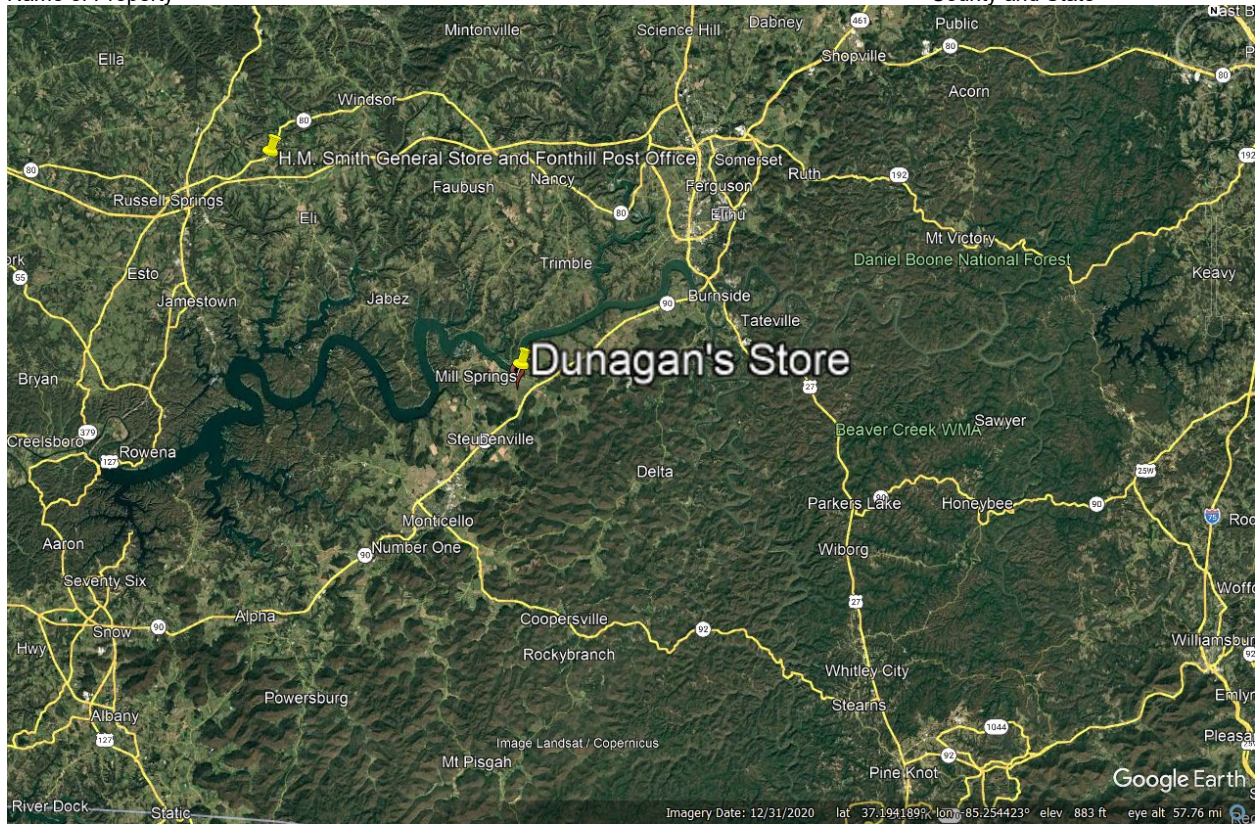 Name of Property
County and State
Mintonville
Science Hill
Dabney
461
Public
80
East B
Ella
Shopville
80
Acorn
Windsor
80
H.M. Smith General Store and Fonthill Post Office
Somerset
192
80
Faubush
Nancy
Ruth
Ferguson
192
Russell Springs
80
Elihu
Eli
Mt Victory
Trimble
Daniel Boone National Forest
Esto
55
Keavy
Jamestown
Jabez
90
Burnside
Tateville
Dunagan's Store
Bryan
Mill Springs
27
Sawyer
379
Creelsboro
Steubenville
Beaver Creek WMA
Rowena
127
Delta
25W
Parkers Lake
90
Honeybee
90
Monticello
75
Aaron
Number One
90
Wiborg
Seventy Six
27
Alpha
Coopersville
Snow
90
92
Hwy
Rockybranch
Williamsbur
92
Whitley City
Powersburg
Stearns
Emlyn
Albany
1044
127
Image Landsat / Copernicus
Pleasa
Mt Pisgah
92
Pine Knot
Google Earth
River Dock
Static
Imagery Date: 12/31/2020 lat 37.194189° lon -85.254423° elev 883 ft eye alt 57.76 mi